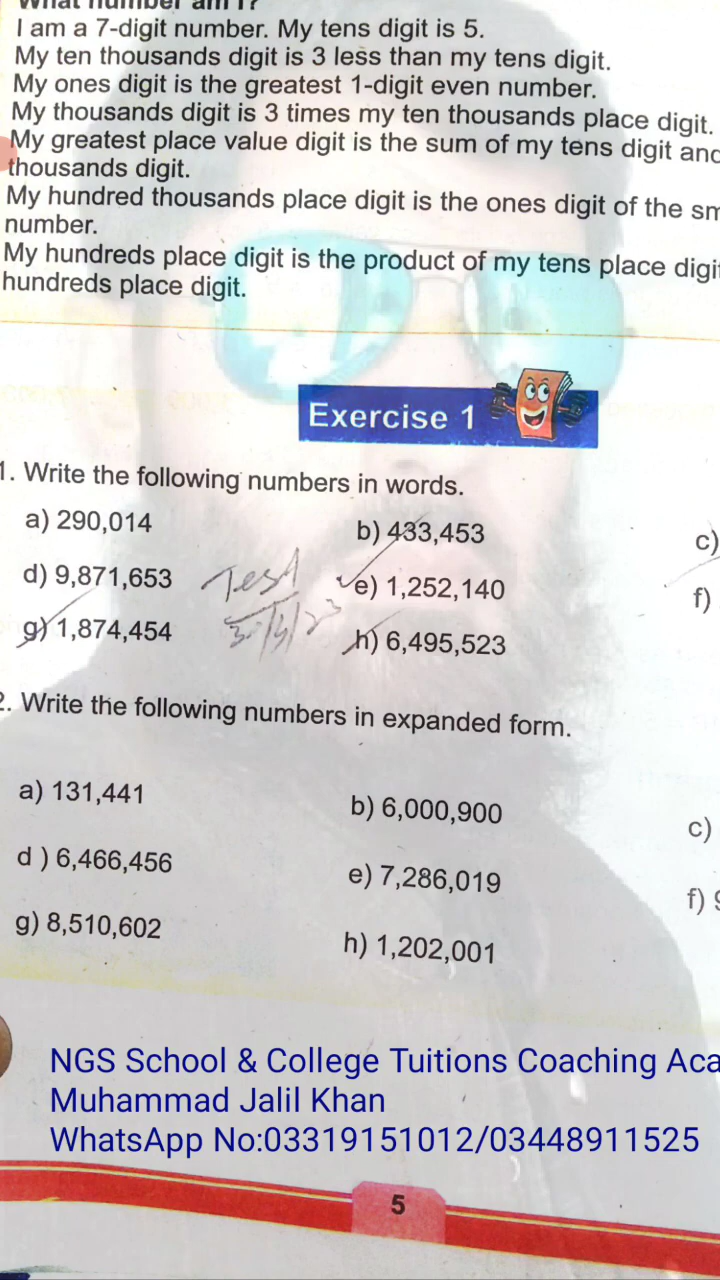 What number am I?
I am a 7-digit number. My tens digit is 5.
My ten thousands digit is 3 less than my tens digit.
My ones digit is the greatest 1-digit even number.
My thousands digit is 3 times my ten thousands place digit.
My greatest place value digit is the sum of my tens digit and
thousands digit.
My hundred thousands place digit is the ones digit of the
number.
My hundreds place digit is the product of my tens place
hundreds place digit.
Exercise 1
1. Write the following numbers in words.
a) 290,014 b) 433,453 c)
d) 9,871,653 Test e) 1,252,140 f)
g) 1,874,454 h) 6,495,523
2. Write the following numbers in expanded form.
a) 131,441 b) 6,000,900 c)
d ) 6,466,456 e) 7,286,019 f)
g) 8,510,602 h) 1,202,001
NGS School & College Tuitions Coaching Aca
Muhammad Jalil Khan
WhatsApp No:03319151012/03448911525
5